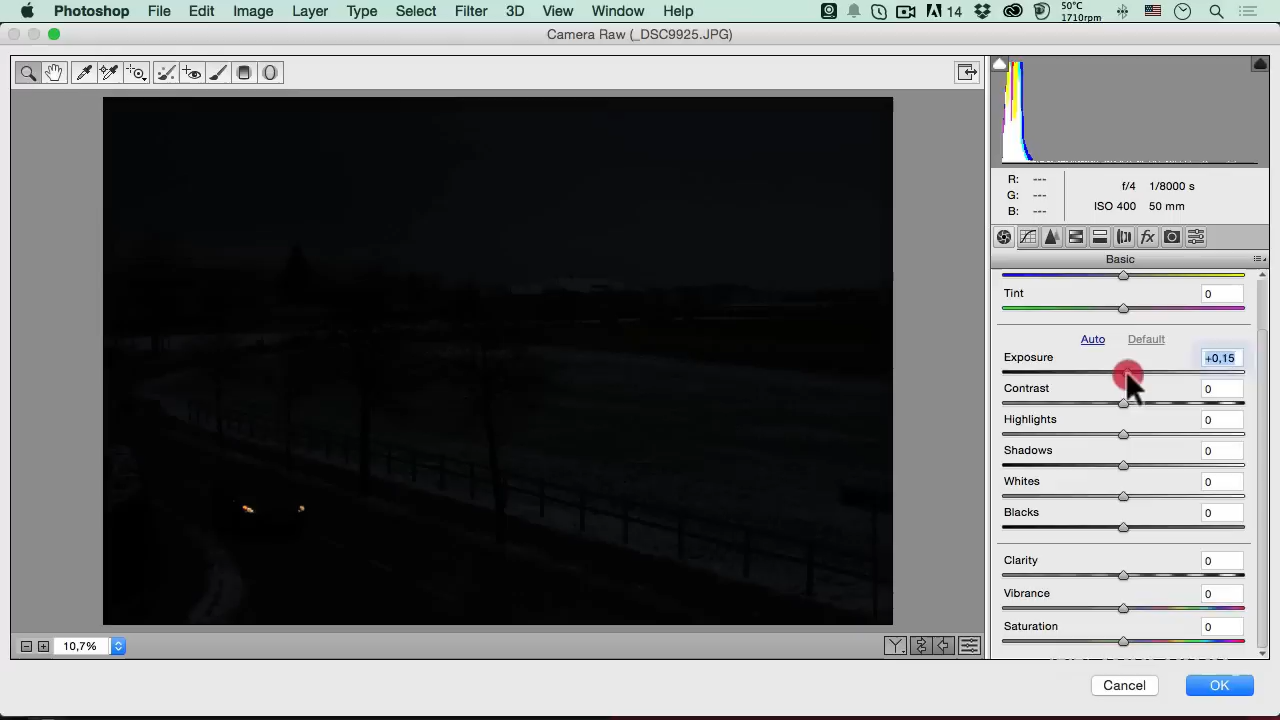 Photoshop File Edit Image Layer Type Select Filter 3D View Window Help 14 50°C
1710rpm
Camera Raw (_DSC9925.JPG)
R: ---
G: ---
B: ---
f/4 1/8000 s
ISO 400 50 mm
fx
Basic
Tint 0
Auto Default
Exposure +0,15
Contrast 0
Highlights 0
Shadows 0
Whites 0
Blacks 0
Clarity 0
Vibrance 0
Saturation 0
10,7%
Y
Cancel OK